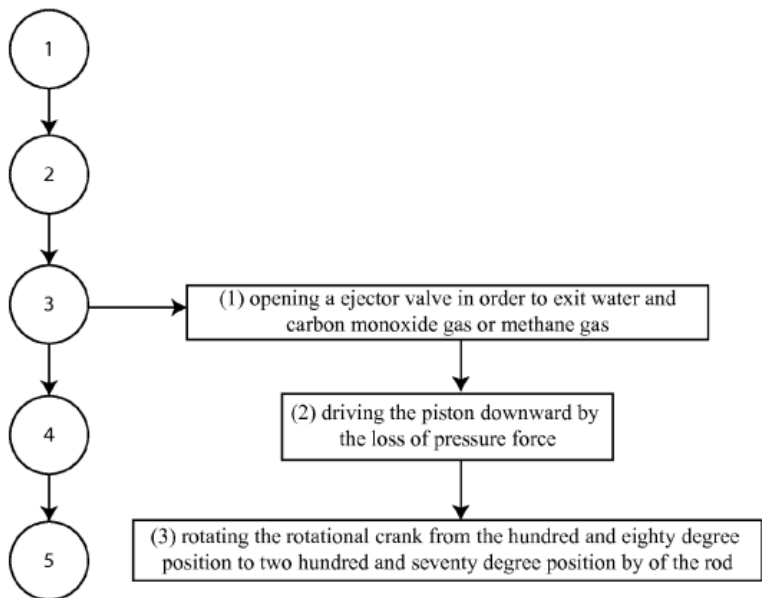 1
2
3
(1) opening a ejector valve in order to exit water and
carbon monoxide gas or methane gas
4
(2) driving the piston downward by
the loss of pressure force
5
(3) rotating the rotational crank from the hundred and eighty degree
position to two hundred and seventy degree position by of the rod